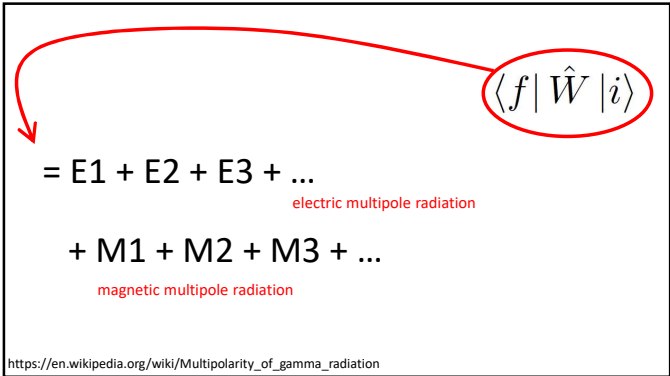 ⟨f| Ŵ |i⟩
= E1 + E2 + E3 + ...
electric multipole radiation
+ M1 + M2 + M3 + ...
magnetic multipole radiation
https://en.wikipedia.org/wiki/Multipolarity_of_gamma_radiation